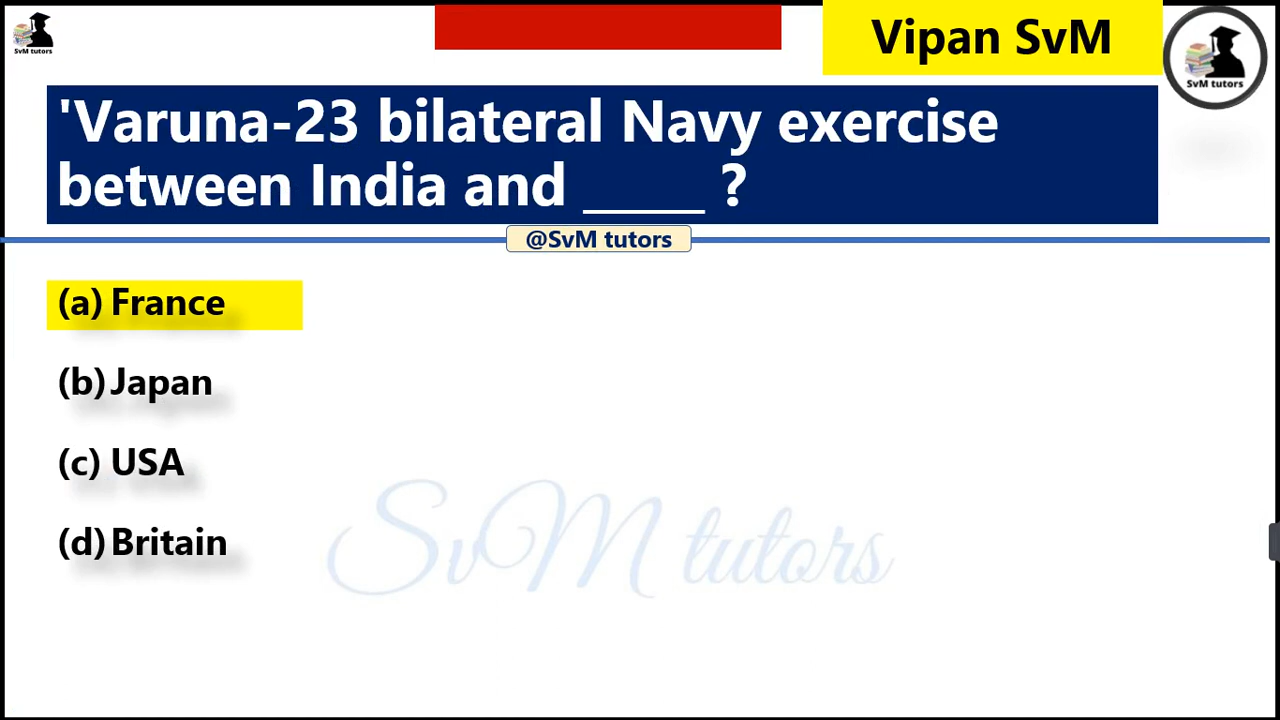 SvM tutors
Vipan SvM
SvM tutors
'Varuna-23 bilateral Navy exercise
between India and ____ ?
@SvM tutors
(a) France
(b) Japan
(c) USA
(d) Britain
SvM tutors